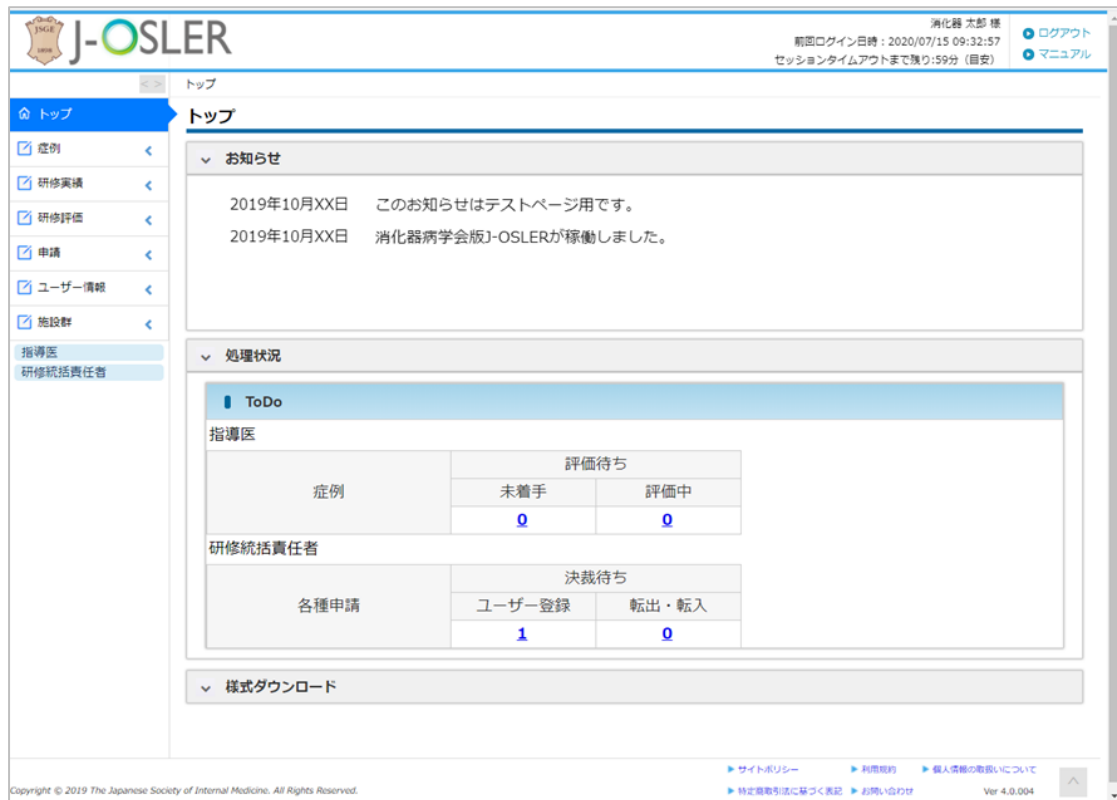 JSGE
1898
J-OSLER
消化器 太郎 様
前回ログイン日時：2020/07/15 09:32:57
セッションタイムアウトまで残り:59分（目安）
ログアウト
マニュアル
< >
トップ
トップ
症例
研修実績
研修評価
申請
ユーザー情報
施設群
指導医
研修統括責任者
トップ
お知らせ
2019年10月XX日 このお知らせはテストページ用です。
2019年10月XX日 消化器病学会版J-OSLERが稼働しました。
処理状況
ToDo
指導医
症例
評価待ち
未着手 評価中
0 0
研修統括責任者
各種申請
決裁待ち
ユーザー登録 転出・転入
1 0
様式ダウンロード
サイトポリシー 利用規約 個人情報の取扱いについて
特定商取引法に基づく表記 お問い合わせ Ver 4.0.004
Copyright © 2019 The Japanese Society of Internal Medicine. All Rights Reserved.